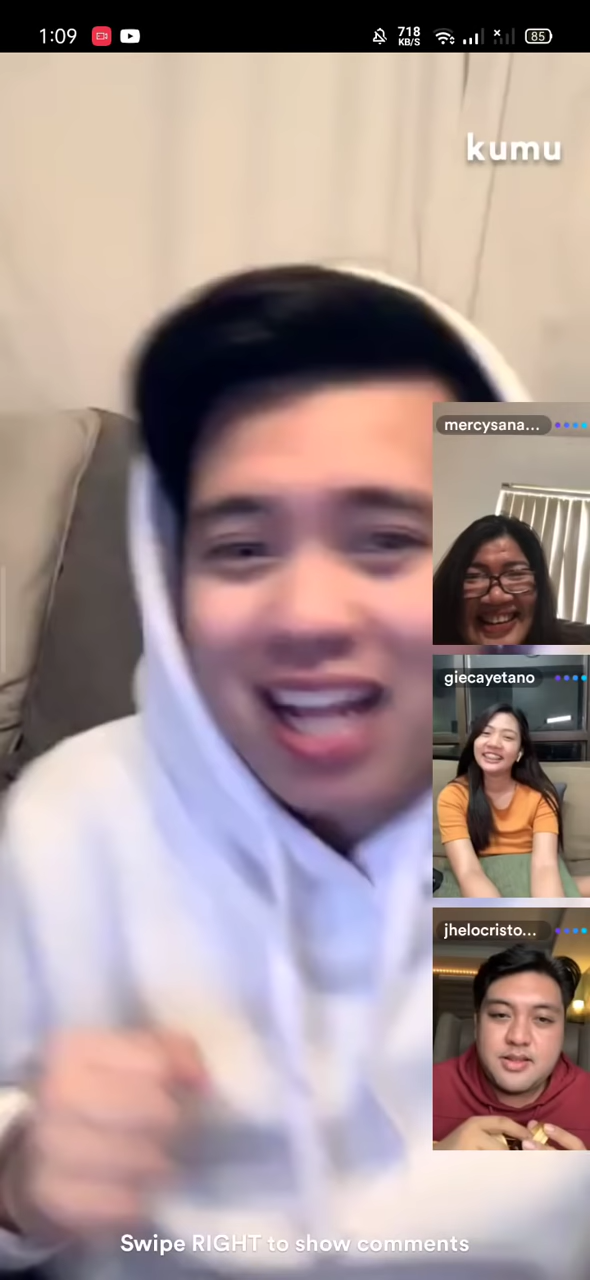 1:09
718
KB/S
85
kumu
mercysana...
giecayetano
jhelocristo...
Swipe RIGHT to show comments